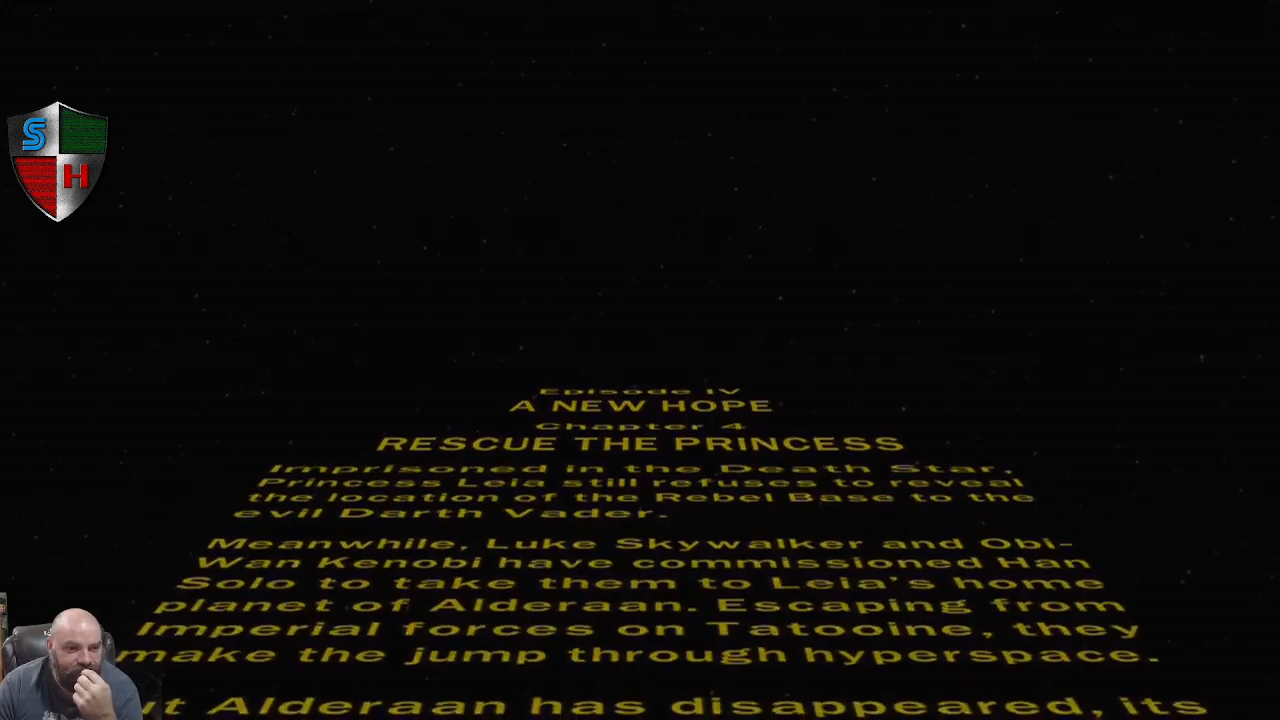 S
H
Episode IV
A NEW HOPE
Chapter 4
RESCUE THE PRINCESS
Imprisoned in the Death Star,
Princess Leia still refuses to reveal
the location of the Rebel Base to the
evil Darth Vader.
Meanwhile, Luke Skywalker and Obi-
Wan Kenobi have commissioned Han
Solo to take them to Leia's home
planet of Alderaan. Escaping from
Imperial forces on Tatooine, they
make the jump through hyperspace.
ut Alderaan has disappeared, its